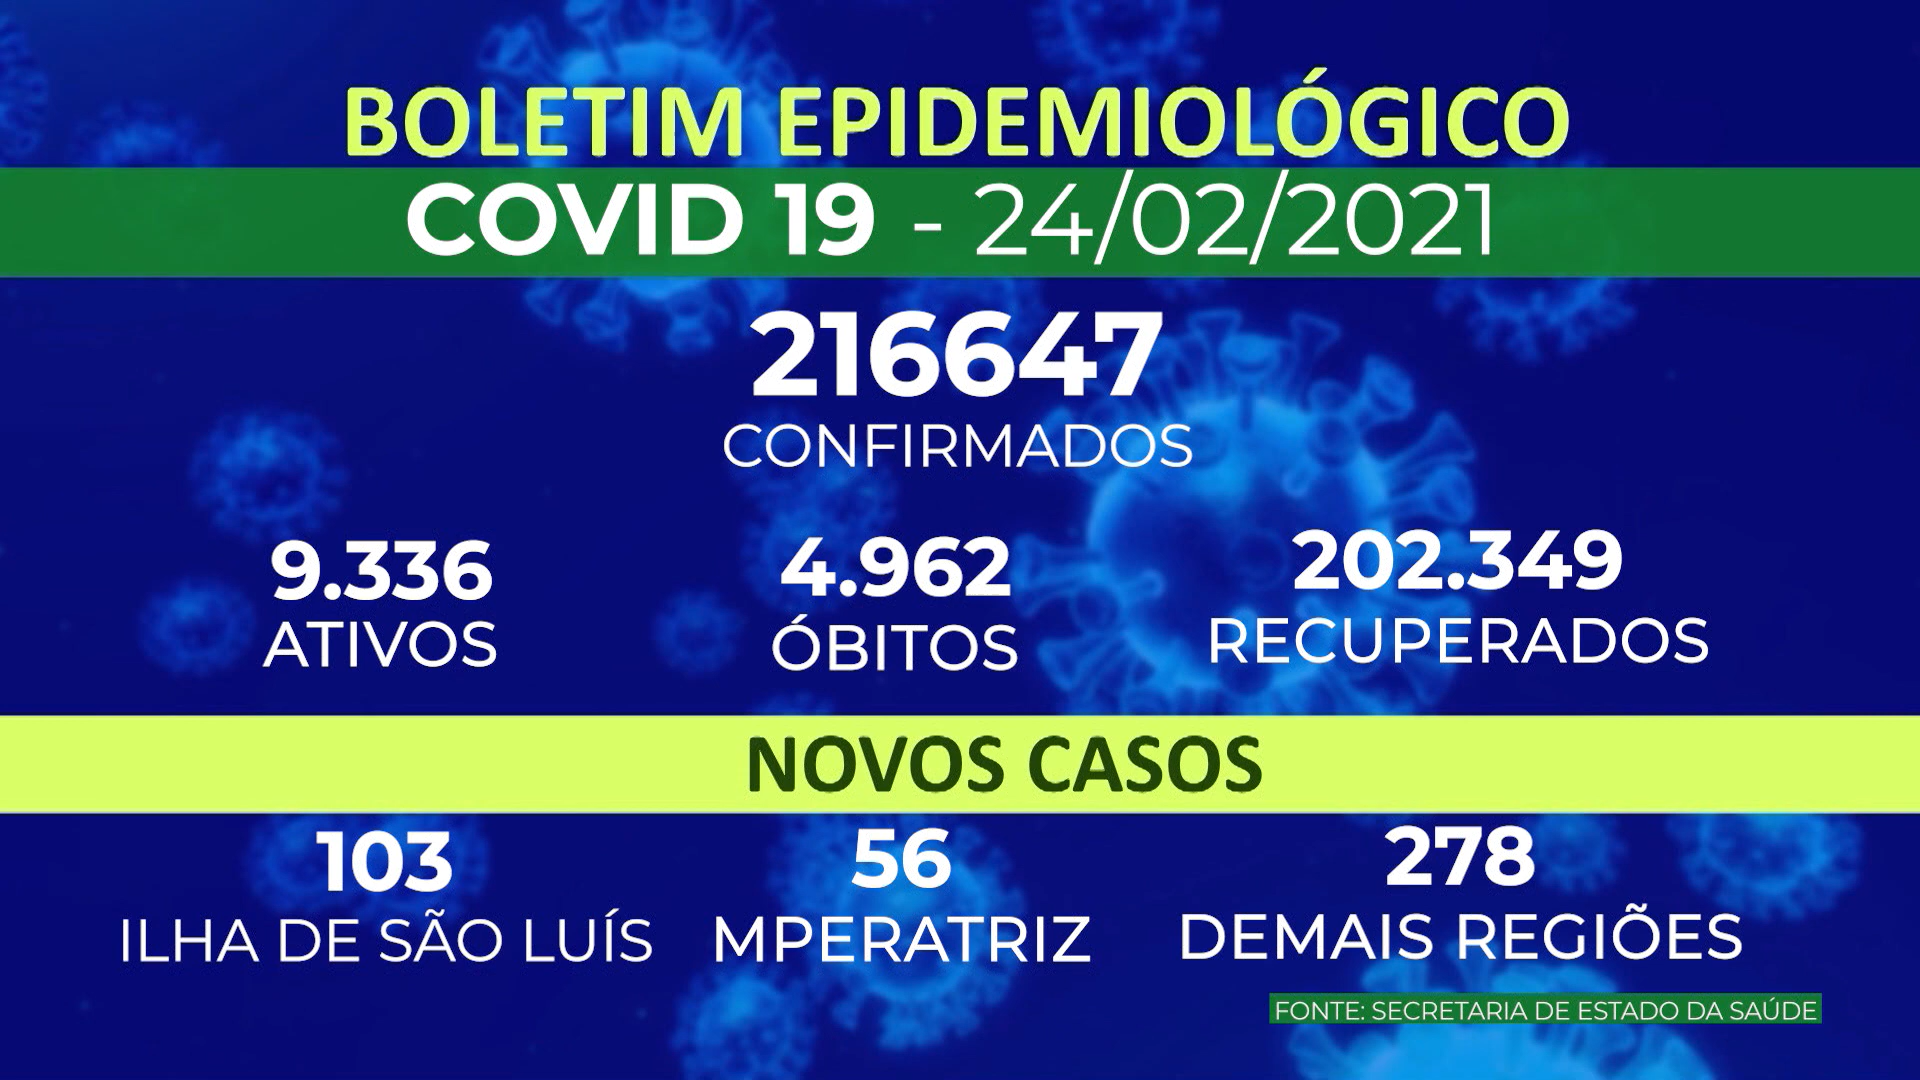 BOLETIM EPIDEMIOLÓGICO
COVID 19 - 24/02/2021
216647
CONFIRMADOS
9.336
ATIVOS
4.962
ÓBITOS
202.349
RECUPERADOS
NOVOS CASOS
103
ILHA DE SÃO LUÍS
56
MPERATRIZ
278
DEMAIS REGIÕES
FONTE: SECRETARIA DE ESTADO DA SAÚDE